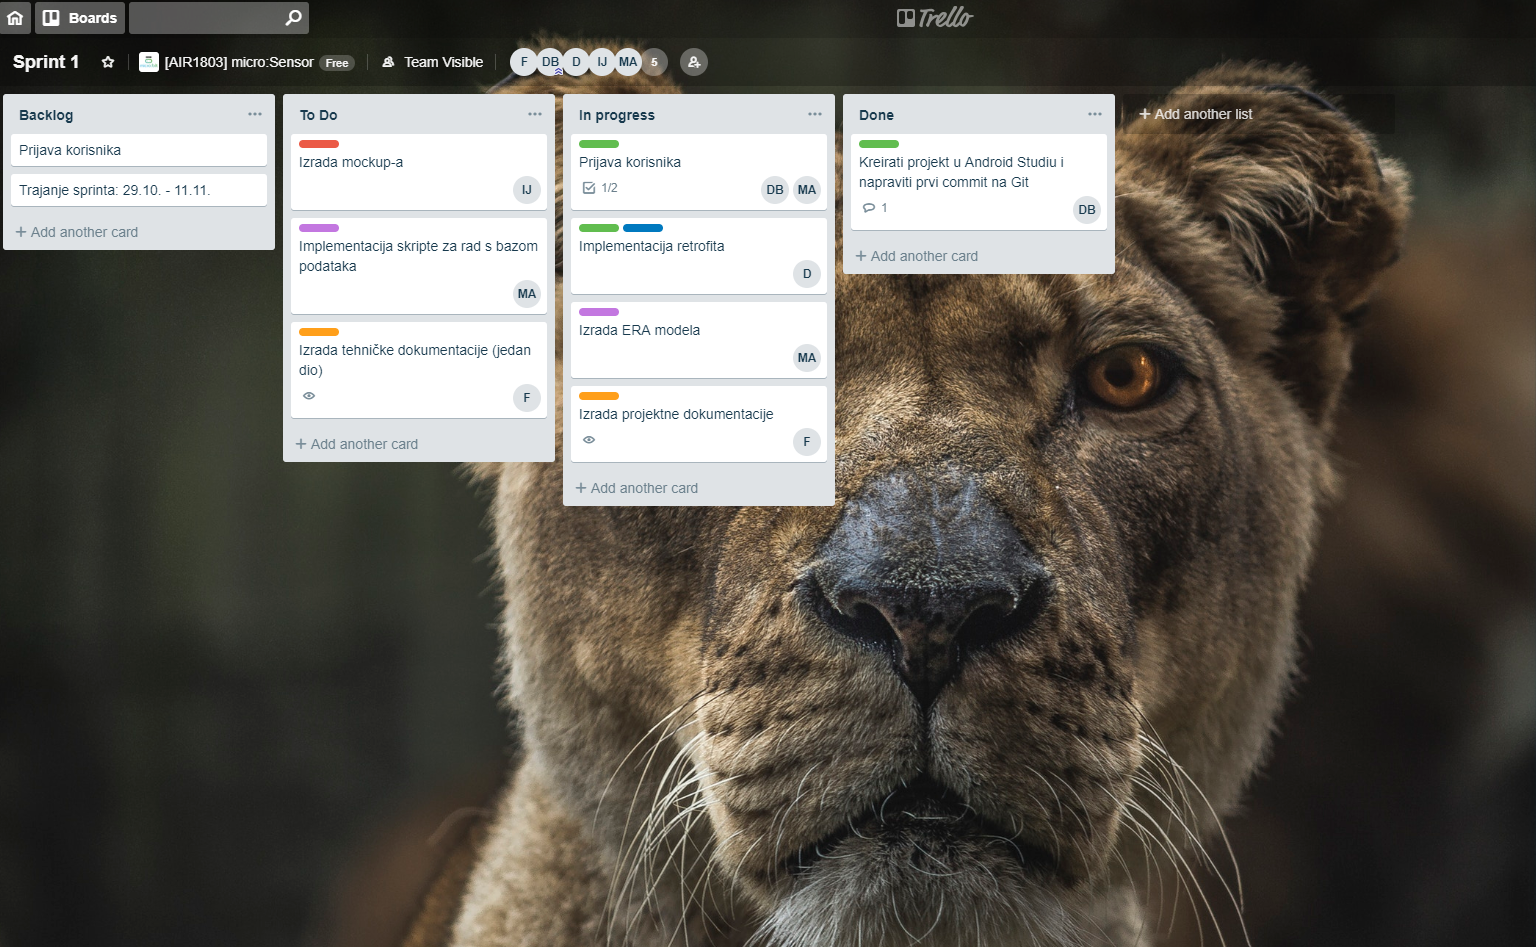 Boards
Trello
Sprint 1
[AIR1803] micro:Sensor Free
Team Visible
F DB D IJ MA 5
Backlog
Prijava korisnika
Trajanje sprinta: 29.10. - 11.11.
+ Add another card
To Do
Izrada mockup-a
IJ
Implementacija skripte za rad s bazom
podataka
MA
Izrada tehničke dokumentacije (jedan
dio)
F
+ Add another card
In progress
Prijava korisnika
1/2
DB MA
Implementacija retrofita
D
Izrada ERA modela
MA
Izrada projektne dokumentacije
F
+ Add another card
Done
Kreirati projekt u Android Studiu i
napraviti prvi commit na Git
1
DB
+ Add another card
+ Add another list